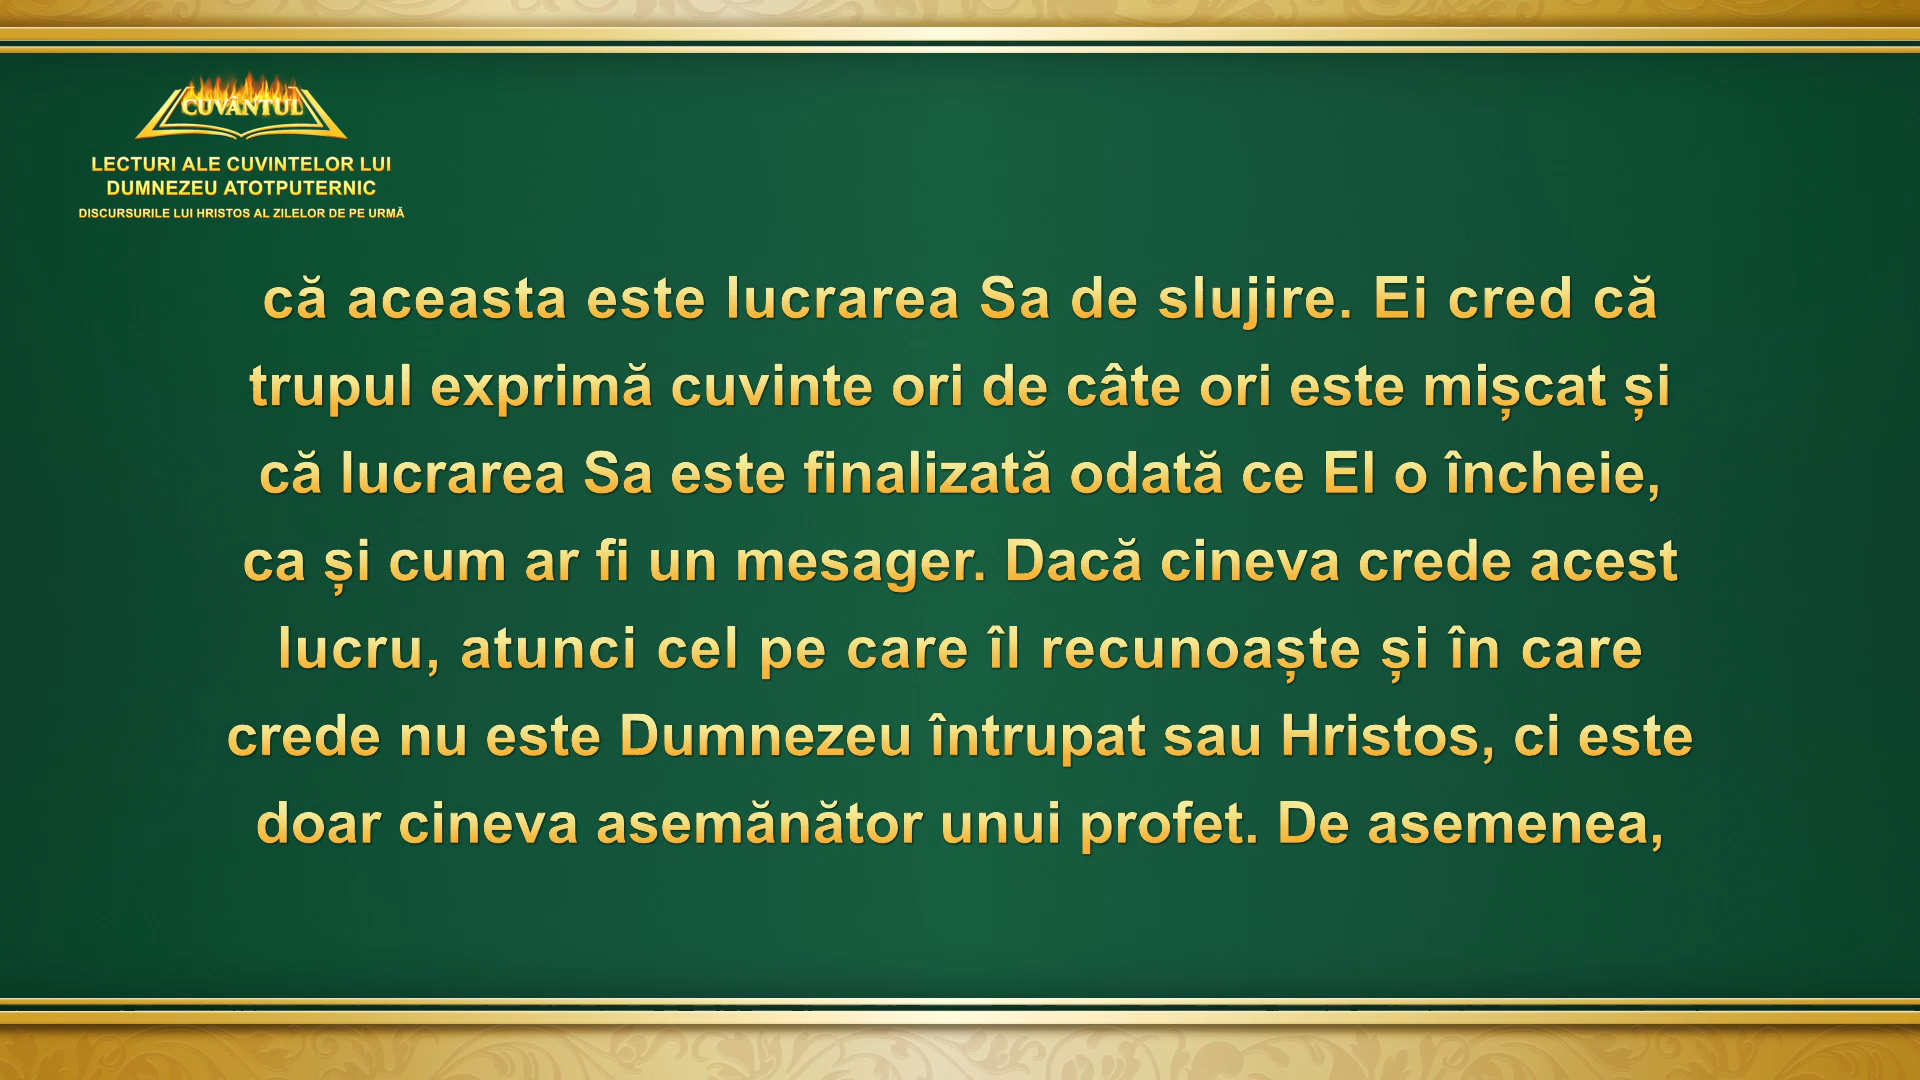 CUVÂNTUL
LECTURI ALE CUVINTELOR LUI
DUMNEZEU ATOTPUTERNIC
DISCURSURILE LUI HRISTOS AL ZILELOR DE PE URMĂ
că aceasta este lucrarea Sa de slujire. Ei cred că
trupul exprimă cuvinte ori de câte ori este mișcat și
că lucrarea Sa este finalizată odată ce El o încheie,
ca și cum ar fi un mesager. Dacă cineva crede acest
lucru, atunci cel pe care îl recunoaște și în care
crede nu este Dumnezeu întrupat sau Hristos, ci este
doar cineva asemănător unui profet. De asemenea,